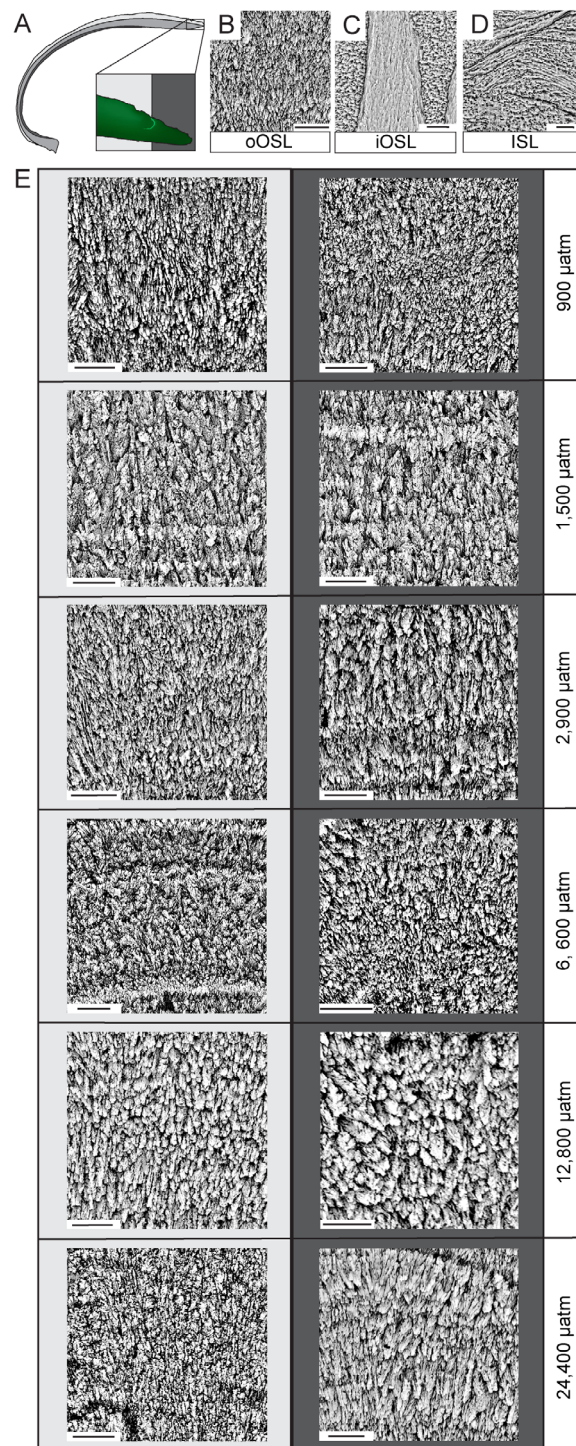 A
B
C
D
oOSL
iOSL
ISL
E
900 µatm
1,500 µatm
2,900 µatm
6, 600 µatm
12,800 µatm
24,400 µatm